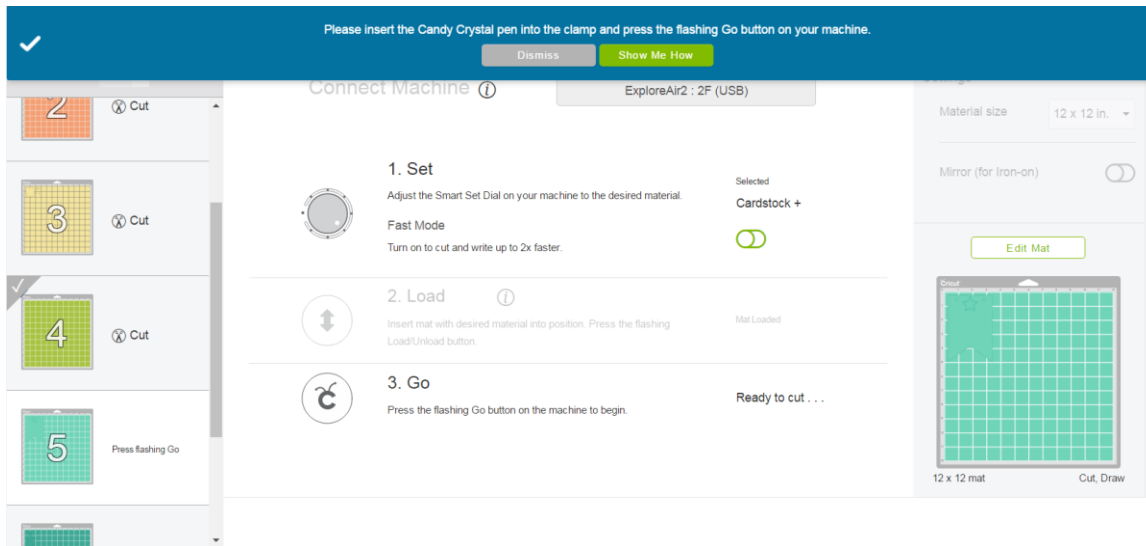 Please insert the Candy Crystal pen into the clamp and press the flashing Go button on your machine.
Dismiss
Show Me How
2
Cut
3
Cut
4
Cut
5
Press flashing Go
Connect Machine
ExploreAir2 : 2F (USB)
1. Set
Adjust the Smart Set Dial on your machine to the desired material.
Fast Mode
Turn on to cut and write up to 2x faster.
Selected
Cardstock +
2. Load
Insert mat with desired material into position. Press the flashing
Load/Unload button.
Mat Loaded
3. Go
Press the flashing Go button on the machine to begin.
Ready to cut . . .
Material size
12 x 12 in.
Mirror (for Iron-on)
Edit Mat
Cricut
12 x 12 mat
Cut, Draw